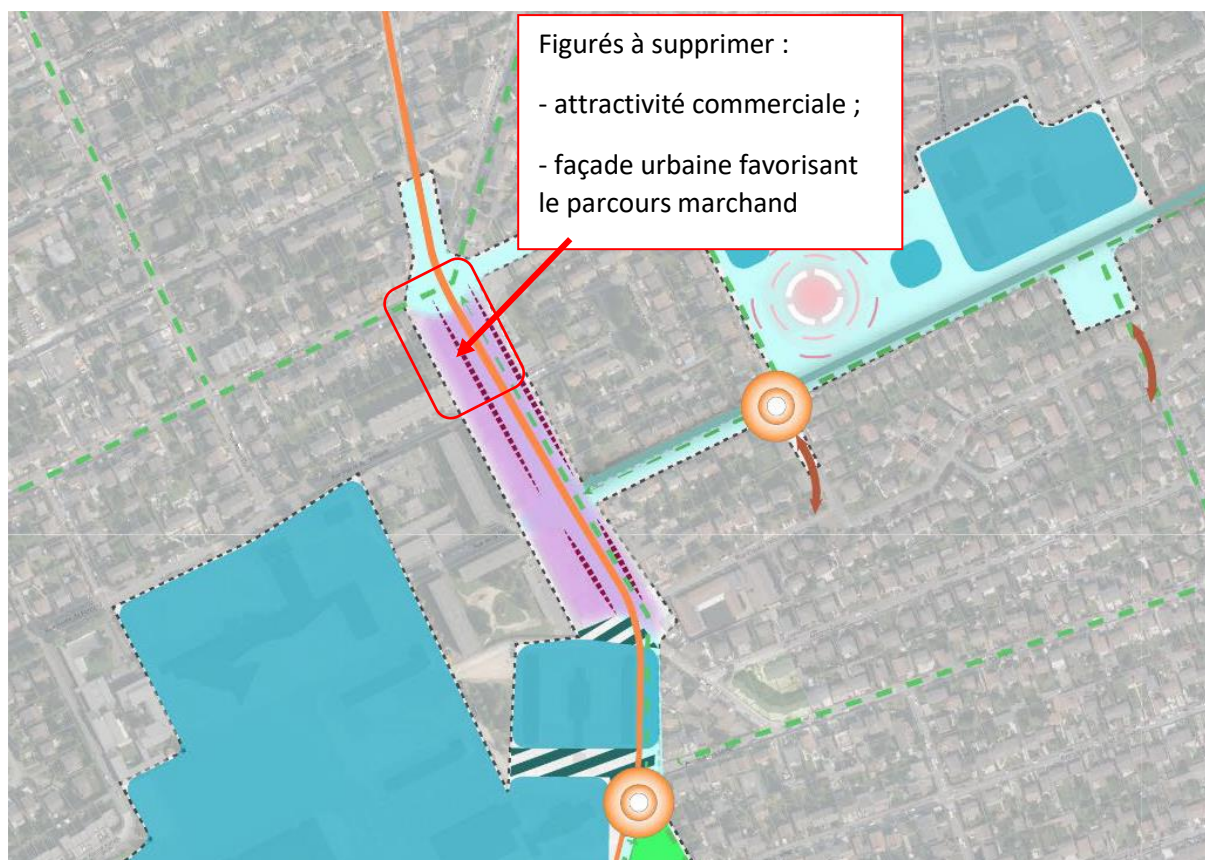 Figurés à supprimer :
- attractivité commerciale ;
- façade urbaine favorisant
le parcours marchand